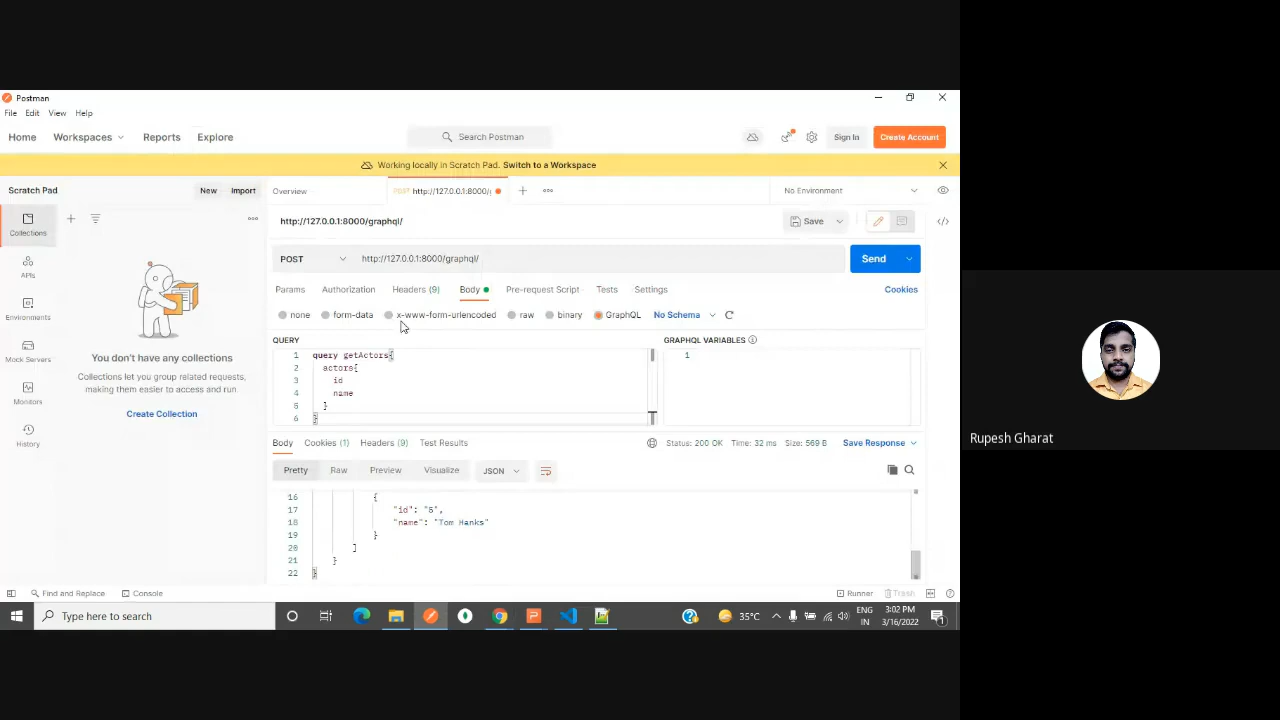 Postman
File Edit View Help
Home Workspaces Reports Explore Search Postman Sign In Create Account
Working locally in Scratch Pad. Switch to a Workspace
Scratch Pad New Import Overview POST http://127.0.0.1:8000/g No Environment
Collections
http://127.0.0.1:8000/graphql/ Save
POST http://127.0.0.1:8000/graphql/ Send
APIs
Params Authorization Headers (9) Body Pre-request Script Tests Settings Cookies
Environments
none form-data x-www-form-urlencoded raw binary GraphQL No Schema
QUERY GRAPHQL VARIABLES
Mock Servers
You don't have any collections
Collections let you group related requests,
making them easier to access and run
Create Collection
Monitors
History
1 query getActors{
2 actors{
3 id
4 name
5 }
6 }
1
Body Cookies (1) Headers (9) Test Results Status: 200 OK Time: 32 ms Size: 569 B Save Response
Pretty Raw Preview Visualize JSON
16 {
17 "id": "5",
18 "name": "Tom Hanks"
19 }
20 ]
21 }
22 }
Find and Replace Console Runner Trash
Type here to search 35°C ENG IN 3:02 PM 3/16/2022 1
Rupesh Gharat